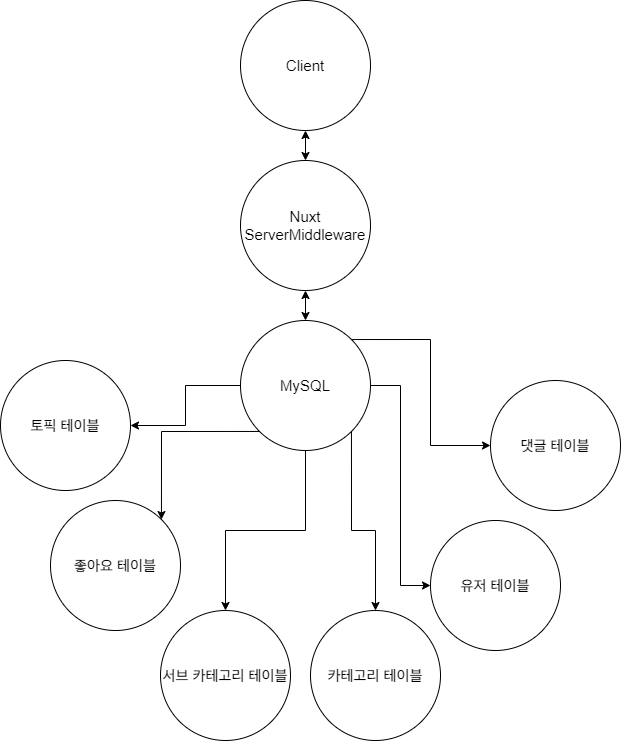 Client
Nuxt
ServerMiddleware
MySQL
토픽 테이블
댓글 테이블
좋아요 테이블
유저 테이블
서브 카테고리 테이블
카테고리 테이블